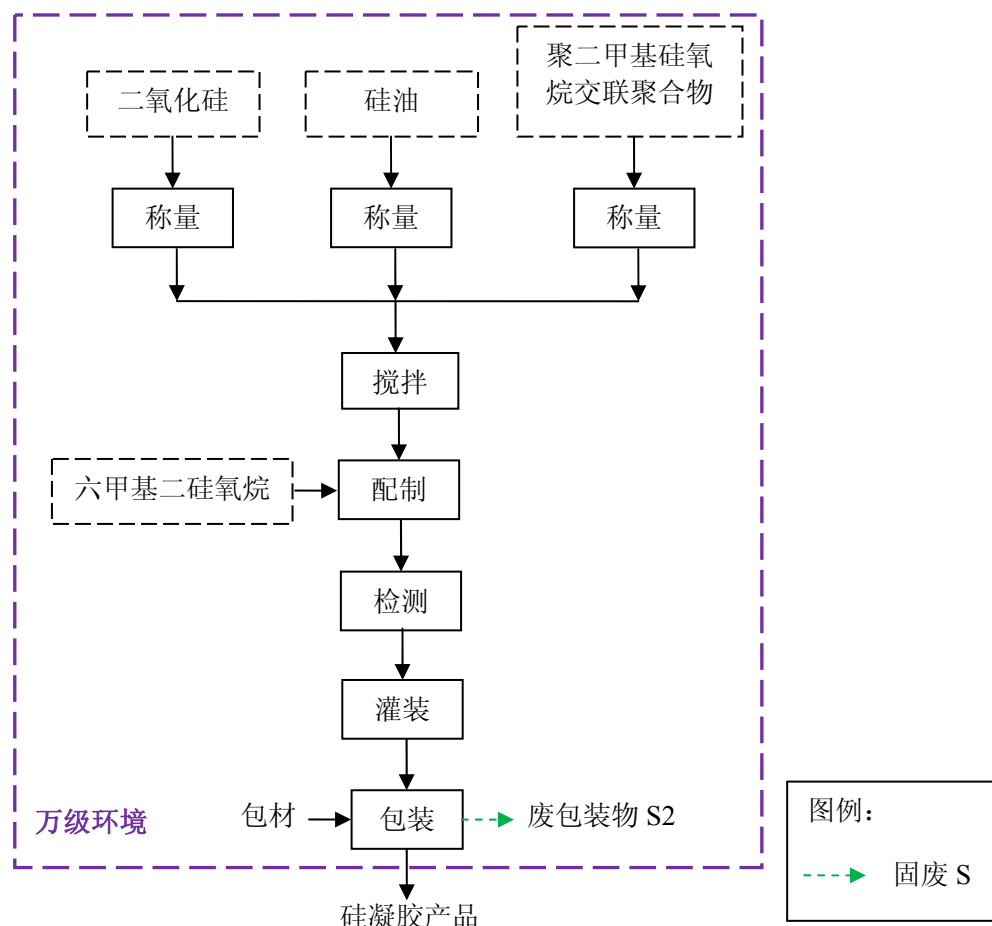 聚二甲基硅氧
烷交联聚合物
二氧化硅
硅油
称量
称量
称量
搅拌
六甲基二硅氧烷
配制
检测
灌装
万级环境
包材
包装
废包装物 S2
硅凝胶产品
图例：
固废 S